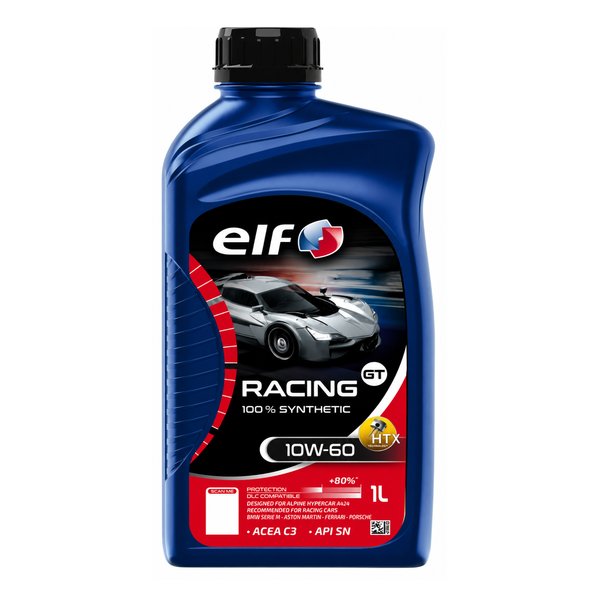 elf
RACING GT
100% SYNTHETIC
10W-60
HTX
TECHNOLOGY
SCAN ME
PROTECTION +80%*
DLC COMPATIBLE
1L
DESIGNED FOR ALPINE HYPERCAR A424
RECOMMENDED FOR RACING CARS
BMW SERIE M - ASTON MARTIN - FERRARI - PORSCHE
• ACEA C3 • API SN